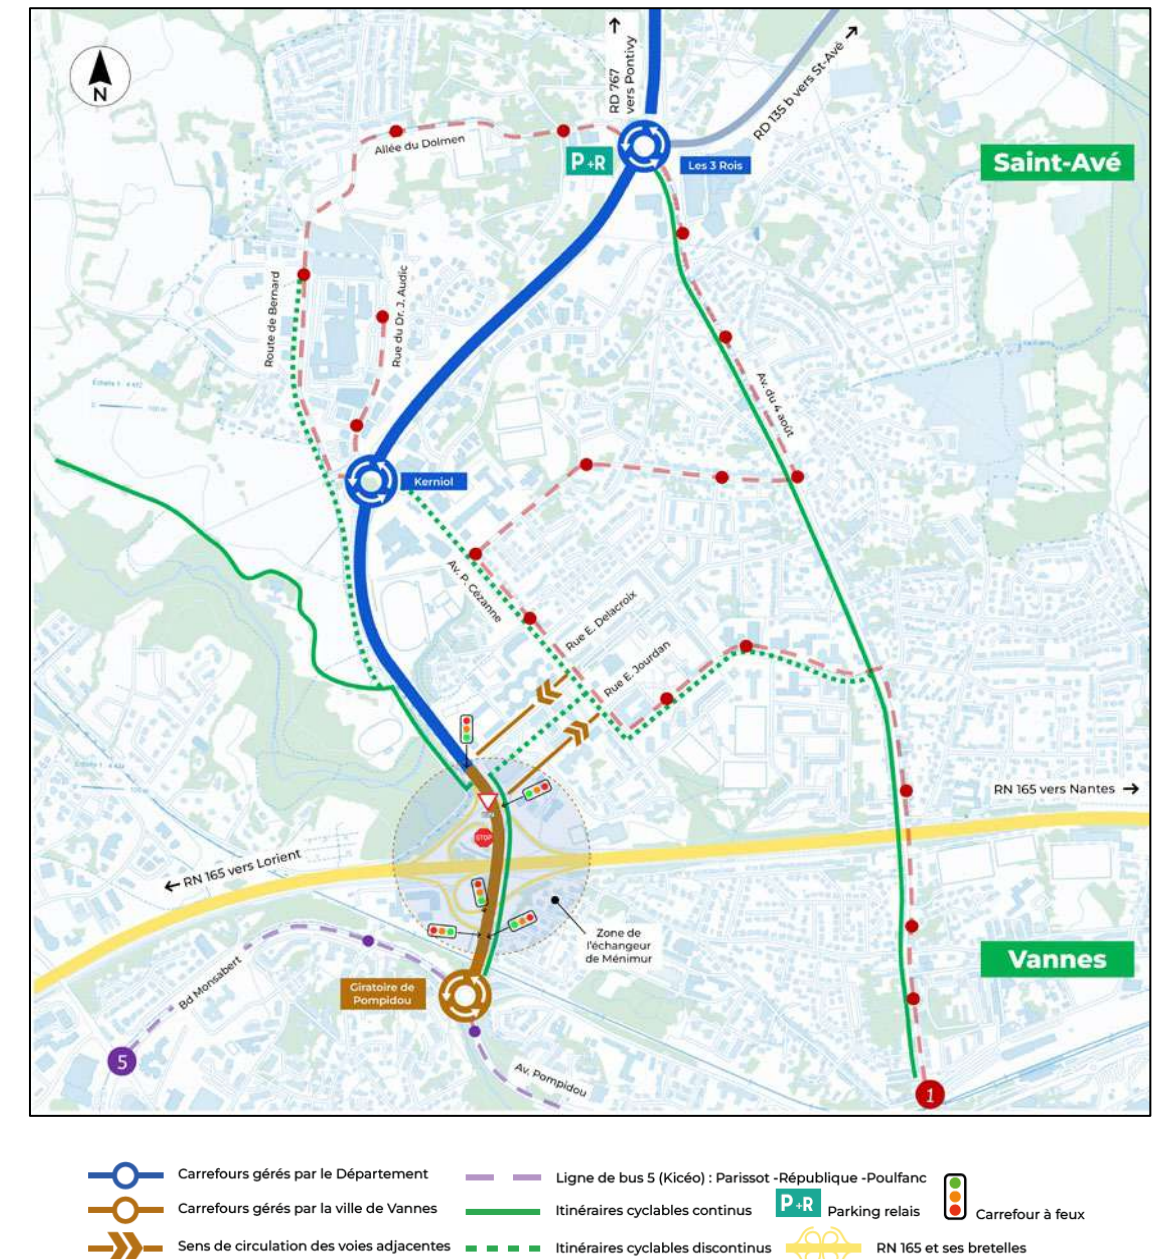 N
RD 767
vers Pontivy
RD 135 b vers St-Avé
Allée du Dolmen
P+R
Les 3 Rois
Saint-Avé
Route de Bernard
Rue du Dr. J. Audic
Av. du 4 août
Kerniol
Av. P. Cézanne
Rue E. Delacroix
Rue E. Jourdan
RN 165 vers Nantes
STOP
RN 165 vers Lorient
Zone de
l'échangeur
de Ménimur
Vannes
Bd Monsabert
Giratoire de
Pompidou
5
Av. Pompidou
1
Carrefours gérés par le Département
Ligne de bus 5 (Kicéo) : Parissot -République -Poulfanc
Carrefours gérés par la ville de Vannes
Itinéraires cyclables continus
P+R
Parking relais
Carrefour à feux
Sens de circulation des voies adjacentes
Itinéraires cyclables discontinus
RN 165 et ses bretelles